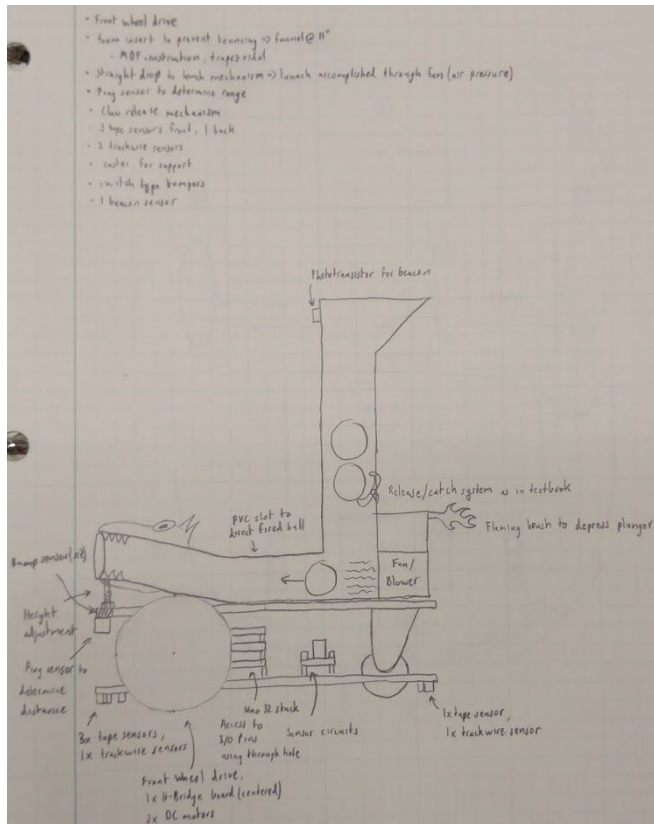 • Front wheel drive
• foam insert to prevent bouncing => funnel @ 11"
• MDF construction, trapezoidal
• Straight drop to launch mechanism => launch accomplished through fan (air pressure)
• Ping sensor to determine range
• Claw release mechanism
• 3 tape sensors front, 1 back
• 2 trackwire sensors
• caster for support
• switch type bumpers
• 1 beacon sensor
Phototransistor for beacon
Release/catch system as in textbook
PVC slot to
direct fired ball
Flaming brush to depress plunger
Fan/
Blower
Bump sensor (x2)
Height
adjustment
Ping sensor to
determine
distance
3x tape sensors,
1x trackwire sensors
Uno 32 stack
Access to
I/O Pins
using through hole
Sensor circuits
1x tape sensor,
1x trackwire sensor
Front wheel drive,
1x H-Bridge board (centered)
2x DC motors